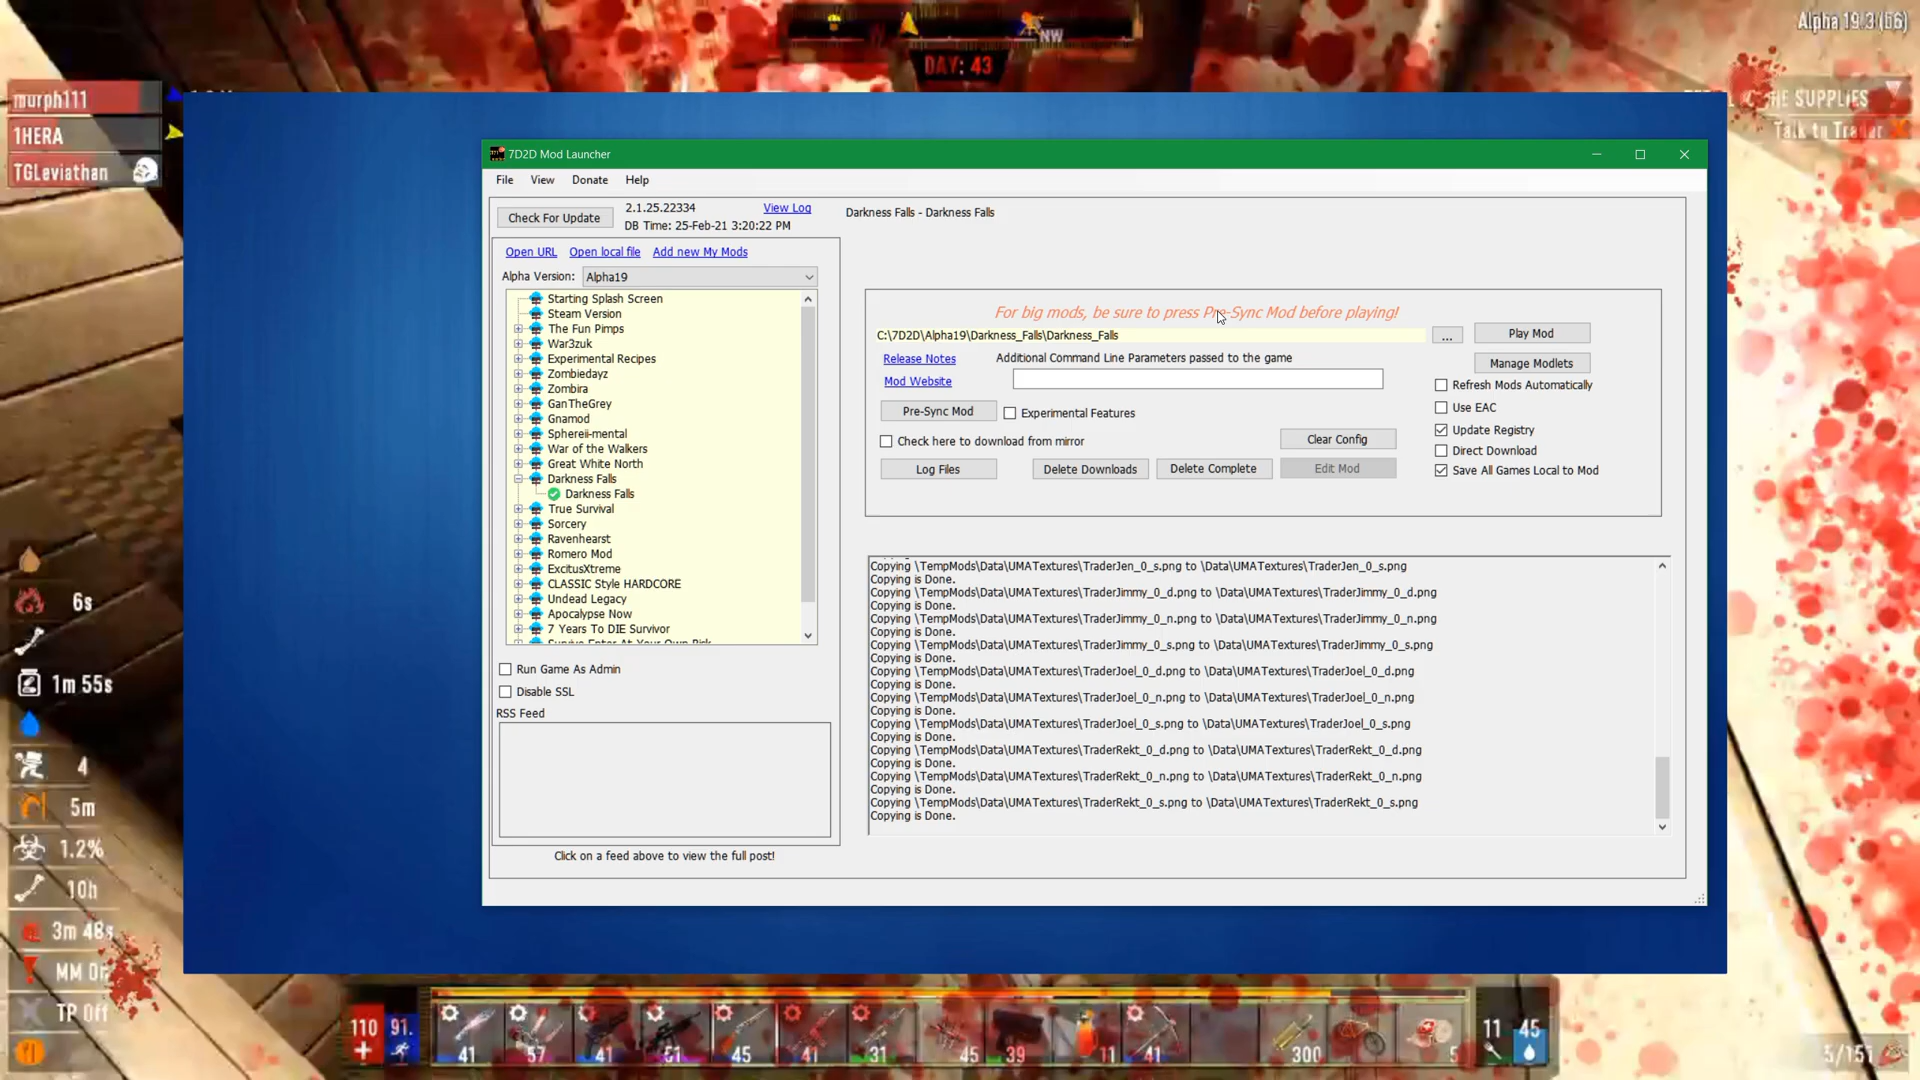 Alpha 19.3 (b6)
NW
DAY: 43
murph111
1HERA
TGLeviathan
THE SUPPLIES
Talk to Trader
7D2D Mod Launcher
File View Donate Help
Check For Update
2.1.25.22334
View Log
DB Time: 25-Feb-21 3:20:22 PM
Darkness Falls - Darkness Falls
Open URL Open local file Add new My Mods
Alpha Version: Alpha19
Starting Splash Screen
Steam Version
The Fun Pimps
War3zuk
Experimental Recipes
Zombiedayz
Zombira
GanTheGrey
Gnamod
Sphereii-mental
War of the Walkers
Great White North
Darkness Falls
Darkness Falls
True Survival
Sorcery
Ravenhearst
Romero Mod
ExcitusXtreme
CLASSIC Style HARDCORE
Undead Legacy
Apocalypse Now
7 Years To DIE Survivor
Survive Enter At Your Own Risk
Run Game As Admin
Disable SSL
RSS Feed
Click on a feed above to view the full post!
For big mods, be sure to press Pre-Sync Mod before playing!
C:\7D2D\Alpha19\Darkness_Falls\Darkness_Falls
...
Play Mod
Release Notes
Additional Command Line Parameters passed to the game
Manage Modlets
Mod Website
Refresh Mods Automatically
Pre-Sync Mod
Experimental Features
Use EAC
Check here to download from mirror
Clear Config
Update Registry
Direct Download
Log Files
Delete Downloads
Delete Complete
Edit Mod
Save All Games Local to Mod
Copying \TempMods\Data\UMATextures\TraderJen_0_s.png to \Data\UMATextures\TraderJen_0_s.png
Copying is Done.
Copying \TempMods\Data\UMATextures\TraderJimmy_0_d.png to \Data\UMATextures\TraderJimmy_0_d.png
Copying is Done.
Copying \TempMods\Data\UMATextures\TraderJimmy_0_n.png to \Data\UMATextures\TraderJimmy_0_n.png
Copying is Done.
Copying \TempMods\Data\UMATextures\TraderJimmy_0_s.png to \Data\UMATextures\TraderJimmy_0_s.png
Copying is Done.
Copying \TempMods\Data\UMATextures\TraderJoel_0_d.png to \Data\UMATextures\TraderJoel_0_d.png
Copying is Done.
Copying \TempMods\Data\UMATextures\TraderJoel_0_n.png to \Data\UMATextures\TraderJoel_0_n.png
Copying is Done.
Copying \TempMods\Data\UMATextures\TraderJoel_0_s.png to \Data\UMATextures\TraderJoel_0_s.png
Copying is Done.
Copying \TempMods\Data\UMATextures\TraderRekt_0_d.png to \Data\UMATextures\TraderRekt_0_d.png
Copying is Done.
Copying \TempMods\Data\UMATextures\TraderRekt_0_n.png to \Data\UMATextures\TraderRekt_0_n.png
Copying is Done.
Copying \TempMods\Data\UMATextures\TraderRekt_0_s.png to \Data\UMATextures\TraderRekt_0_s.png
Copying is Done.
6s
1m 55s
4
5m
1.2%
10h
3m 48s
MM On
TP Off
110 91.
41 57 41 51 45 41 31 45 39 11 41 300 5
11 45
5/151